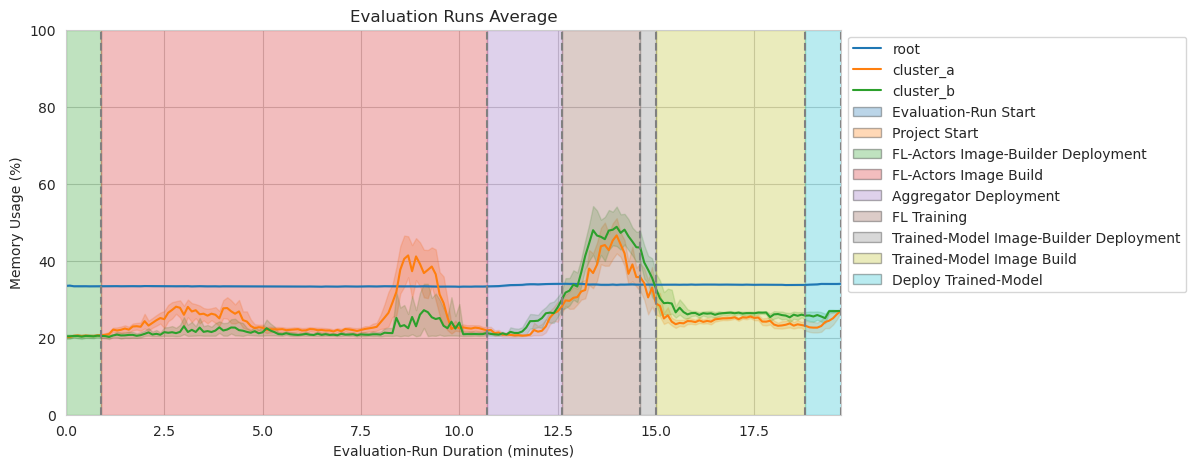 Evaluation Runs Average
Memory Usage (%)
100
80
60
40
20
0
0.0 2.5 5.0 7.5 10.0 12.5 15.0 17.5
Evaluation-Run Duration (minutes)
root
cluster_a
cluster_b
Evaluation-Run Start
Project Start
FL-Actors Image-Builder Deployment
FL-Actors Image Build
Aggregator Deployment
FL Training
Trained-Model Image-Builder Deployment
Trained-Model Image Build
Deploy Trained-Model